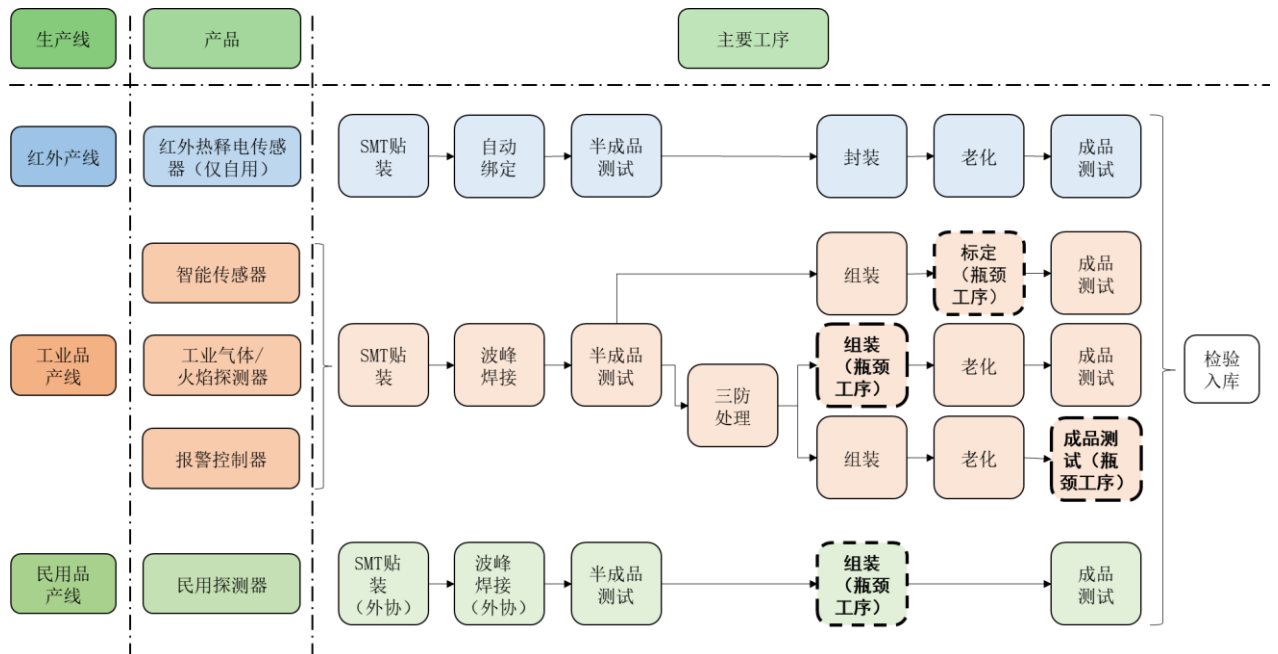 生产线
产品
主要工序
红外产线
红外热释电传感
器（仅自用）
SMT贴
装
自动
绑定
半成品
测试
封装
老化
成品
测试
智能传感器
组装
标定
（瓶颈
工序）
成品
测试
工业品
产线
工业气体/
火焰探测器
SMT贴
装
波峰
焊接
半成品
测试
三防
处理
组装
（瓶颈
工序）
老化
成品
测试
检验
入库
报警控制器
组装
老化
成品测
试（瓶
颈工序）
民用品
产线
民用探测器
SMT贴
装
（外协）
波峰
焊接
（外协）
半成品
测试
组装
（瓶颈
工序）
成品
测试